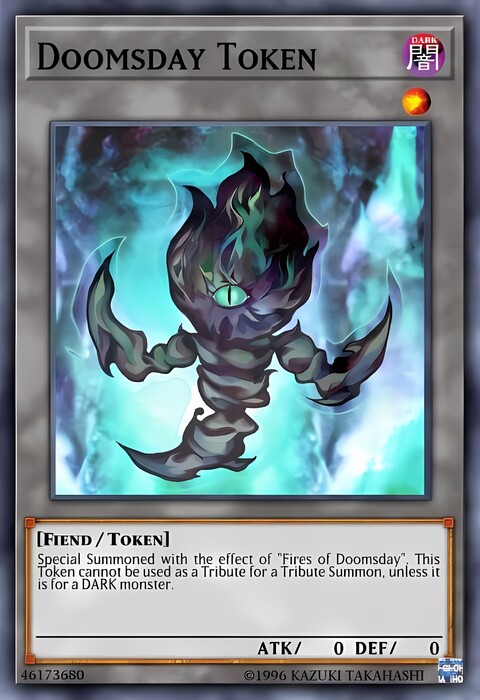 Doomsday Token
DARK
闇
[Fiend / Token]
Special Summoned with the effect of "Fires of Doomsday". This
Token cannot be used as a Tribute for a Tribute Summon, unless it
is for a DARK monster.
ATK/ 0 DEF/ 0
46173680
©1996 KAZUKI TAKAHASHI